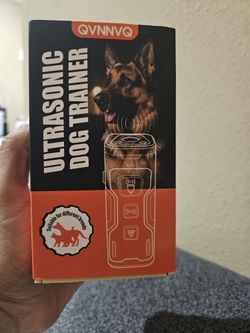 QVNNVQ
ULTRASONIC
DOG TRAINER
Suitable for different breeds